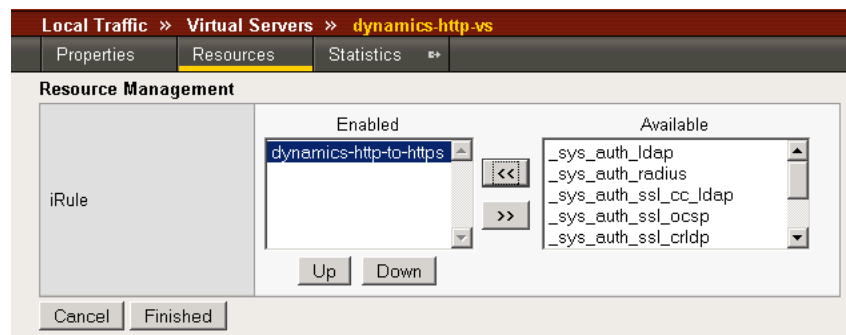 Local Traffic » Virtual Servers » dynamics-http-vs
Properties Resources Statistics
Resource Management
Enabled Available
iRule
dynamics-http-to-https
<<
>>
_sys_auth_ldap
_sys_auth_radius
_sys_auth_ssl_cc_ldap
_sys_auth_ssl_ocsp
_sys_auth_ssl_crldp
Up Down
Cancel Finished